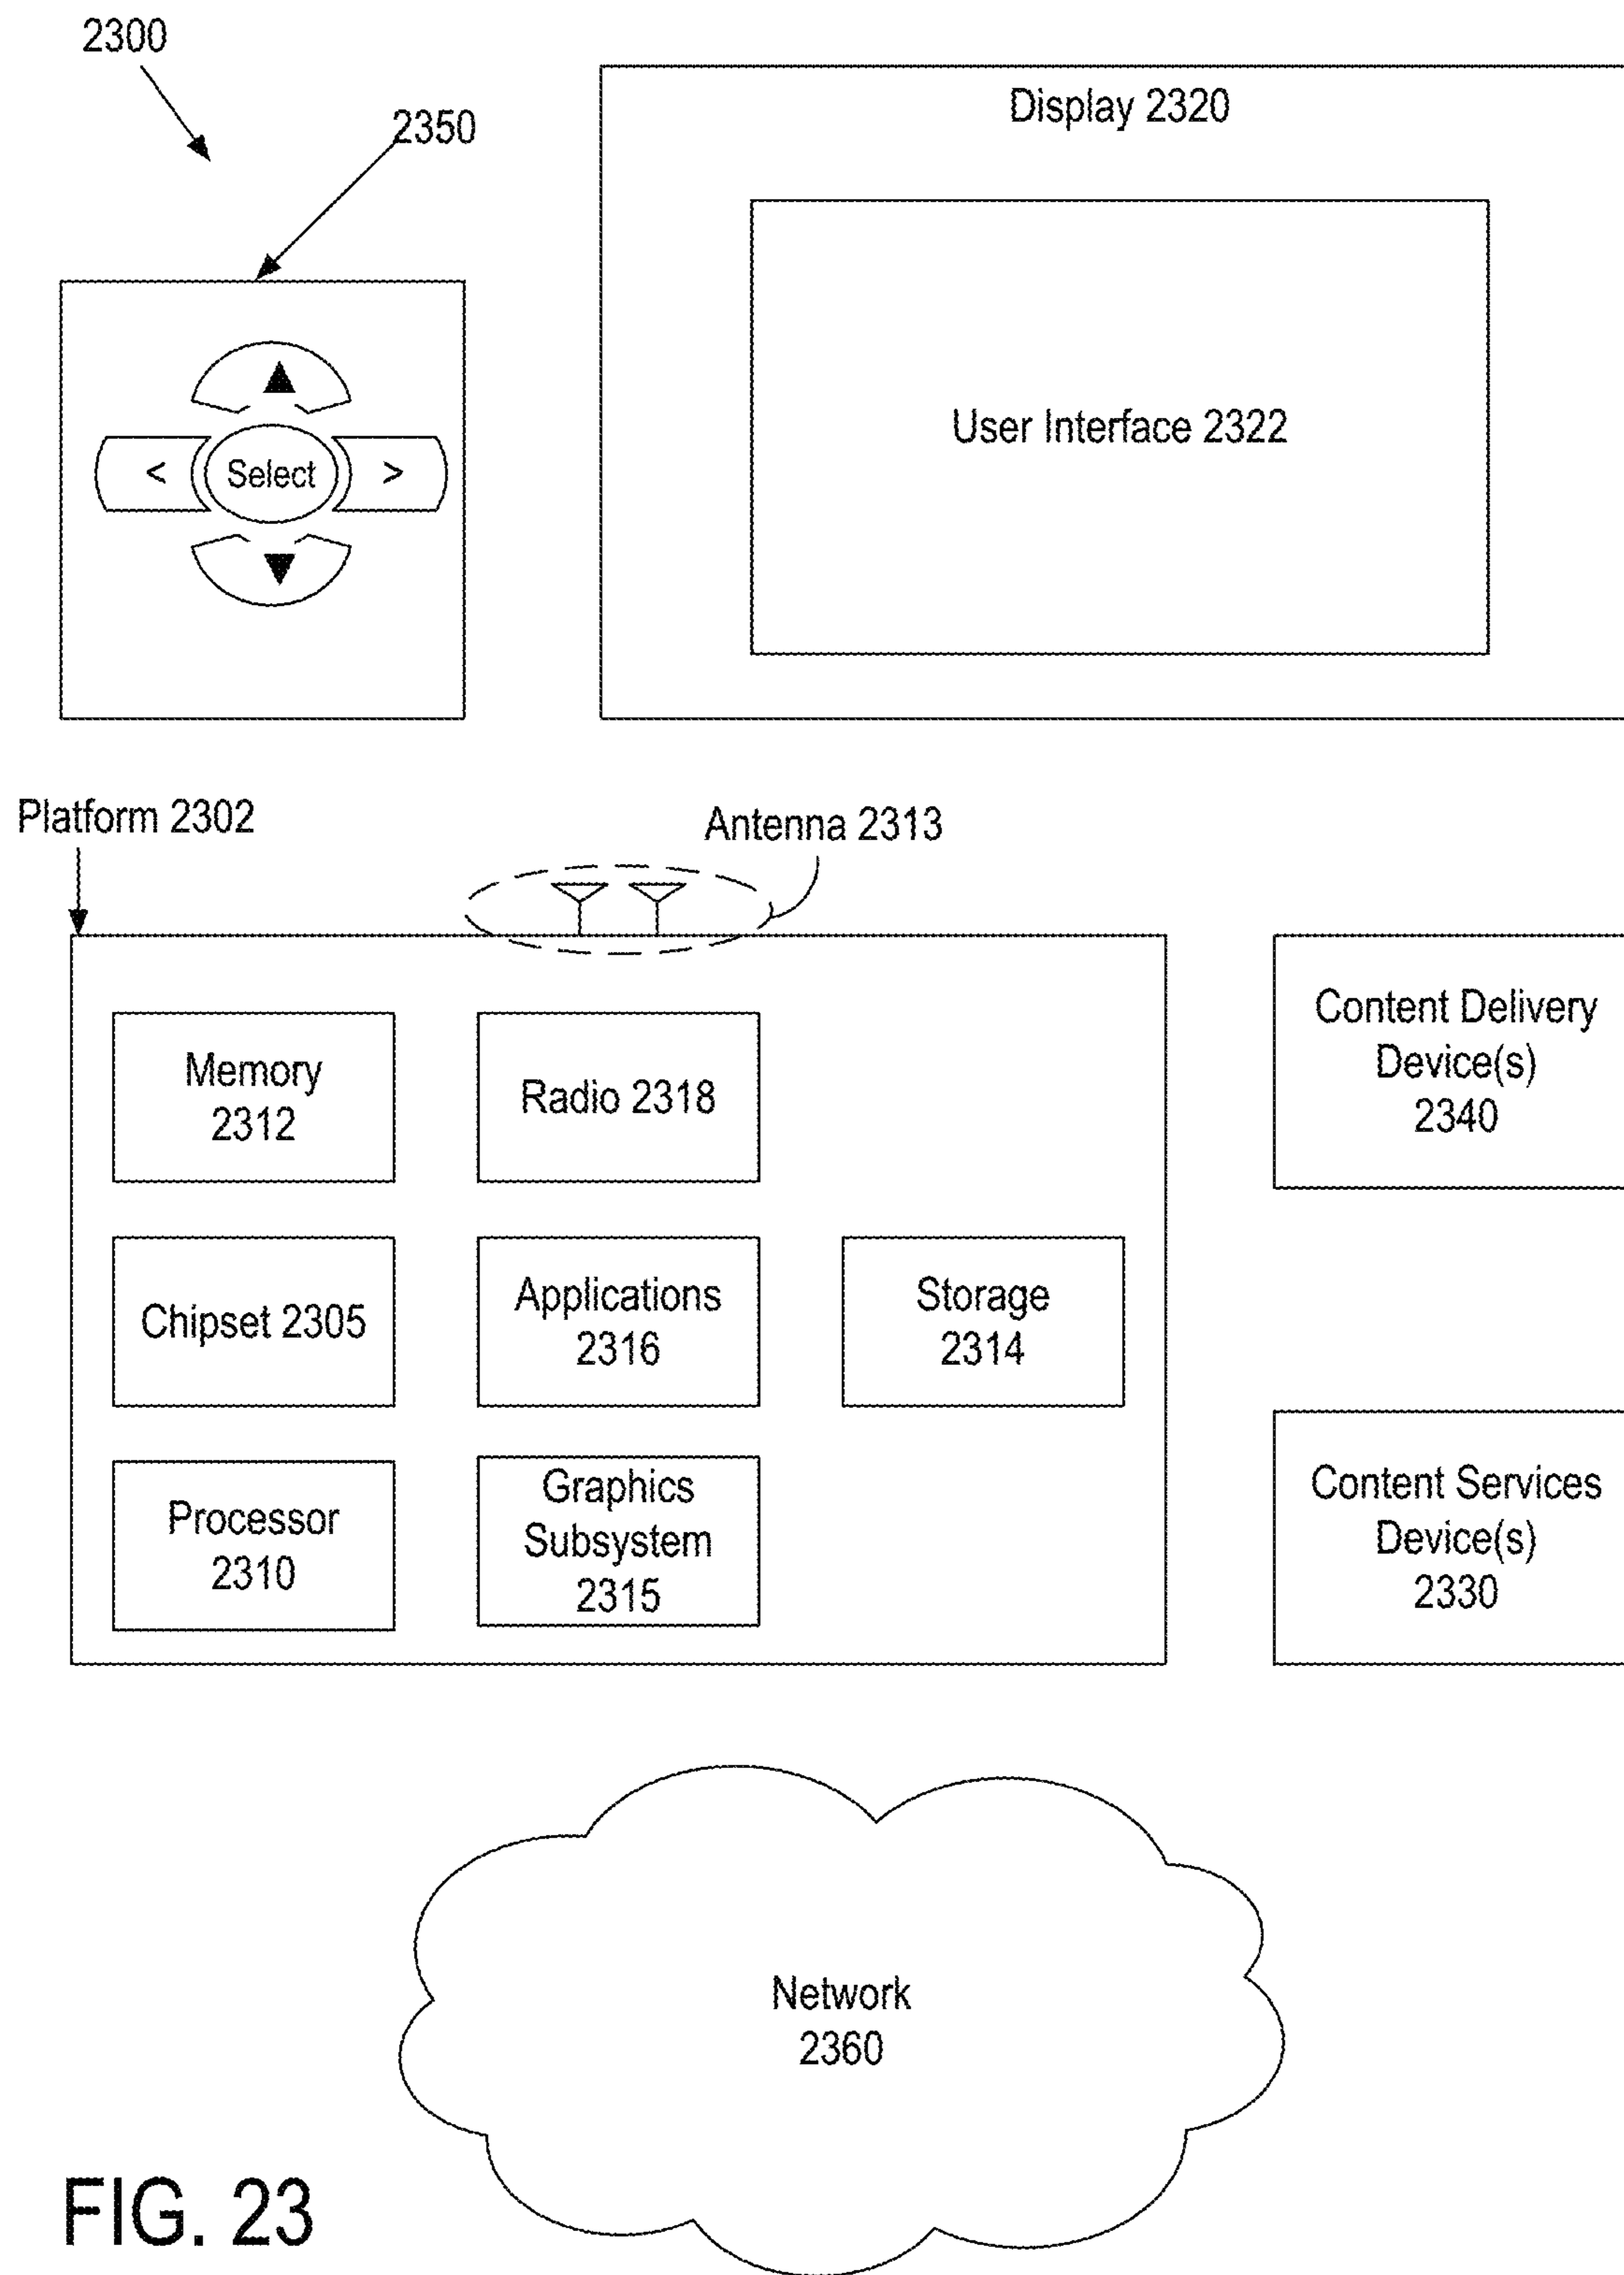 2300
2350
Display 2320
User Interface 2322
<
Select
>
Platform 2302
Antenna 2313
Memory
2312
Radio 2318
Content Delivery
Device(s)
2340
Chipset 2305
Applications
2316
Storage
2314
Processor
2310
Graphics
Subsystem
2315
Content Services
Device(s)
2330
Network
2360
FIG. 23